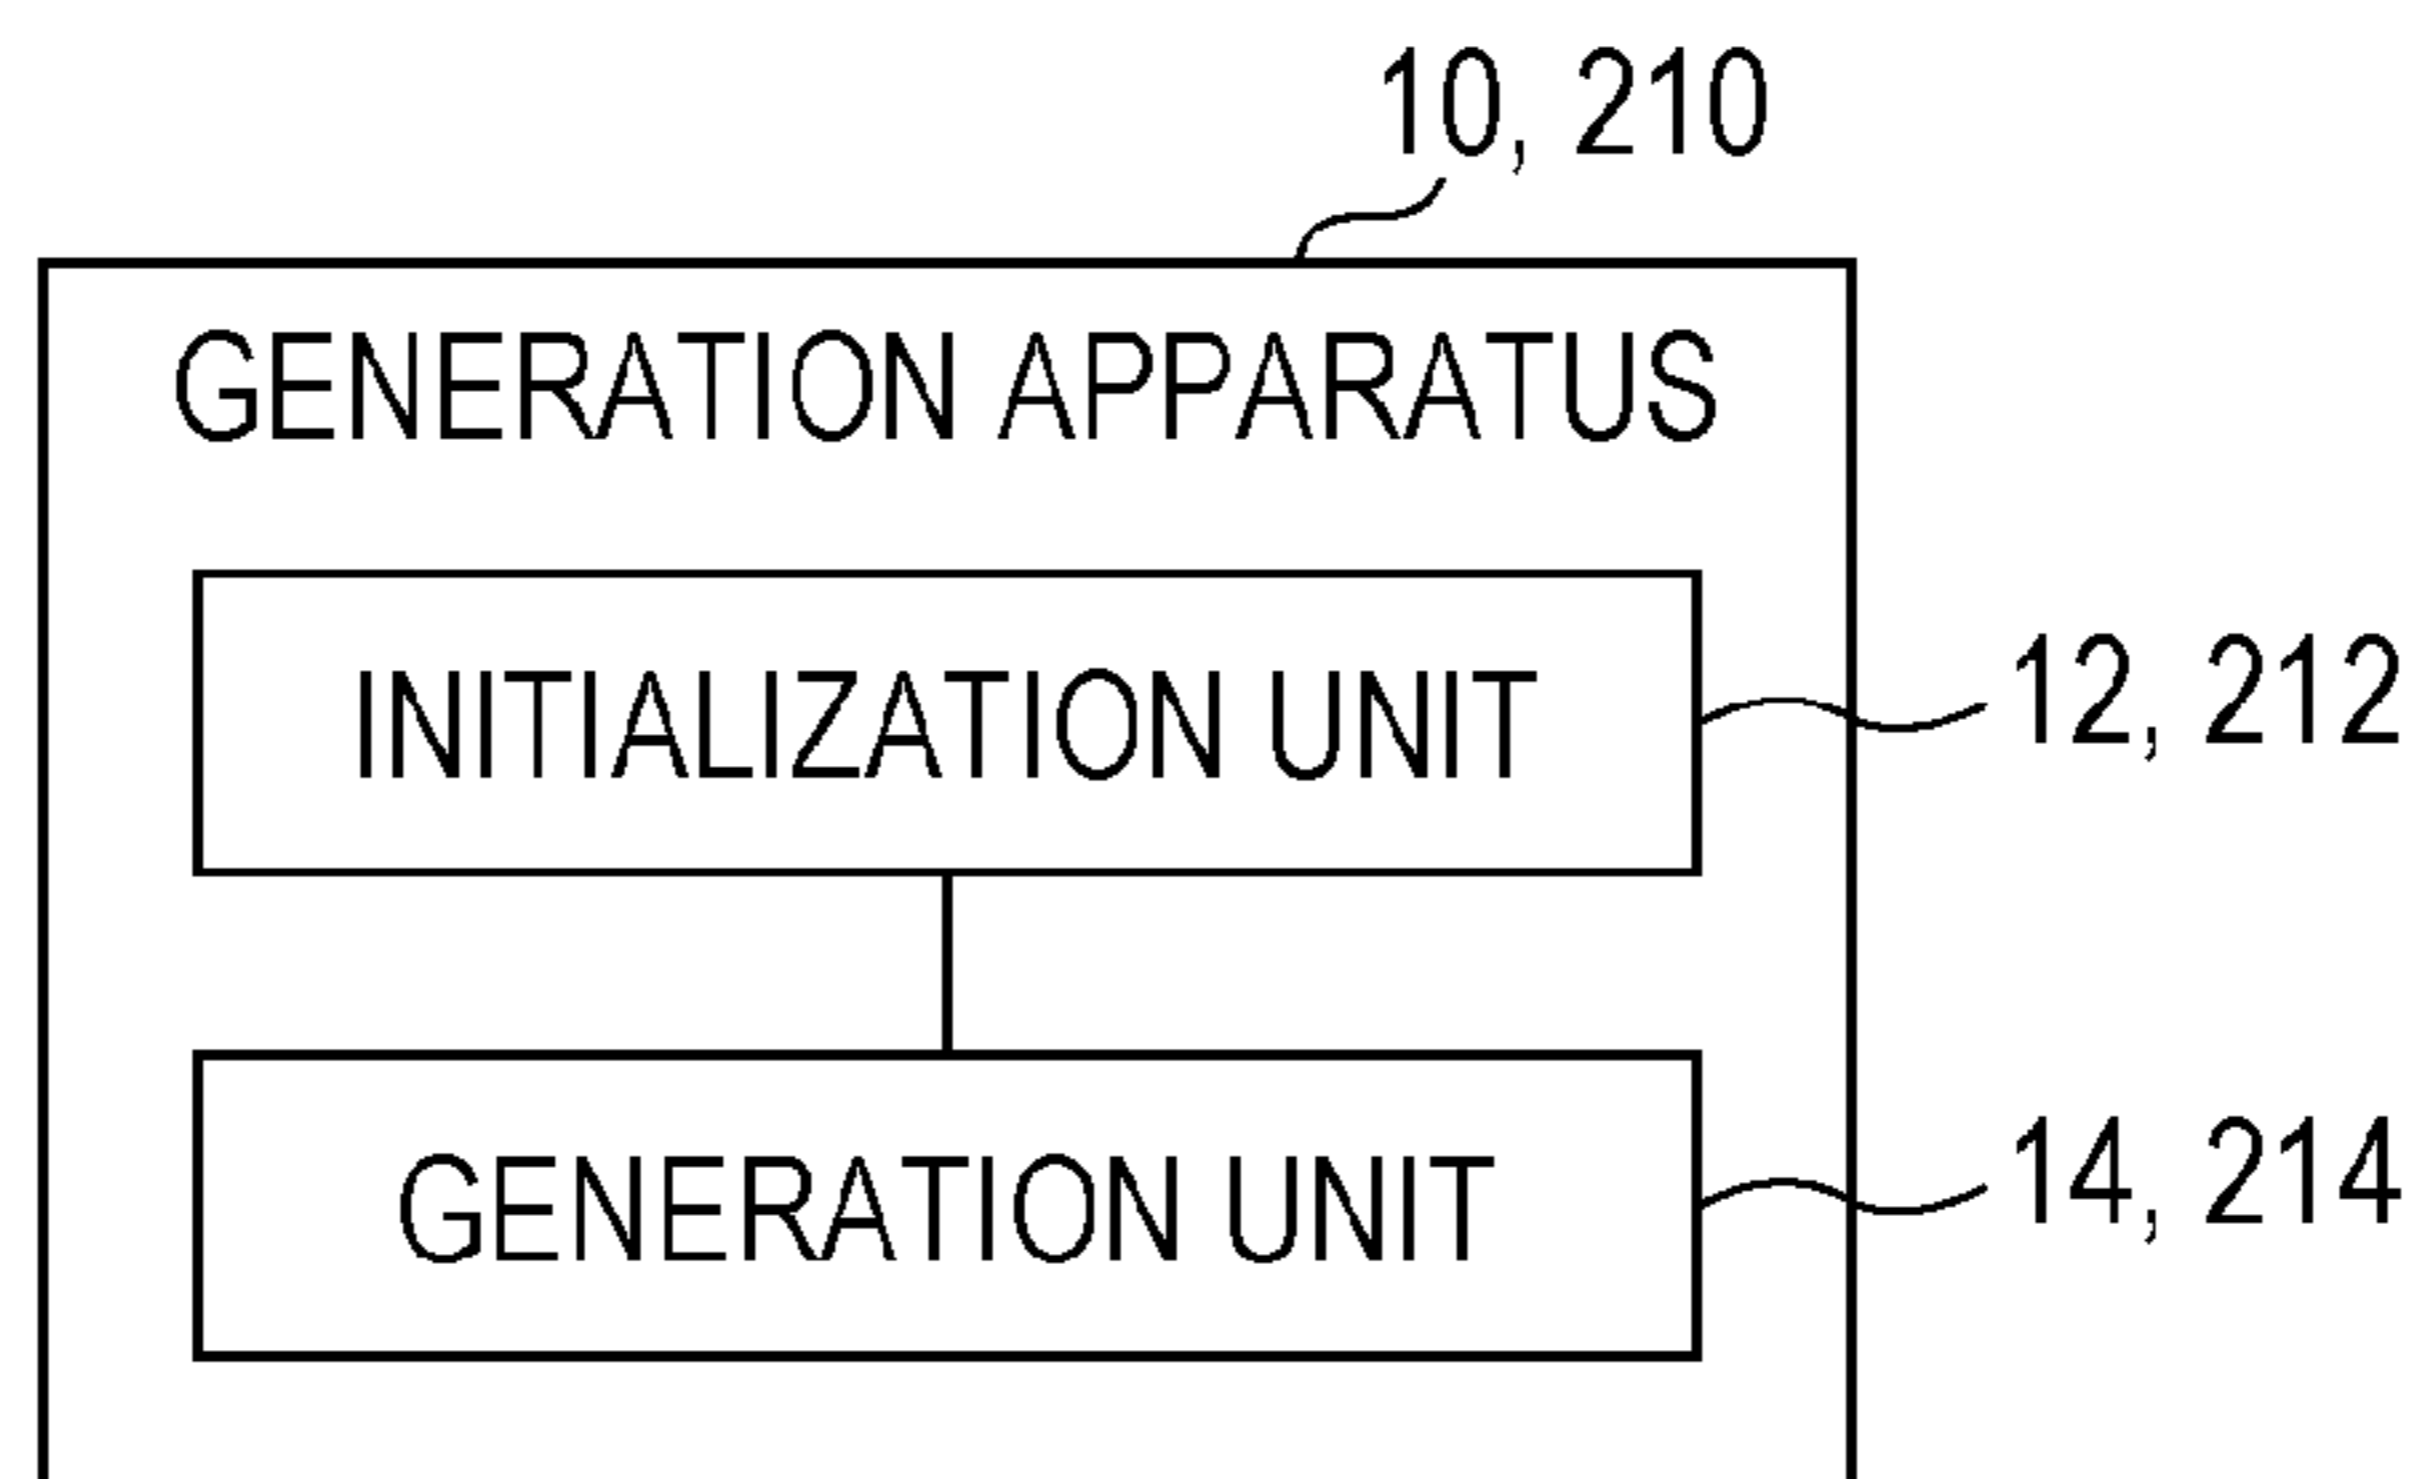 10, 210
GENERATION APPARATUS
INITIALIZATION UNIT
12, 212
GENERATION UNIT
14, 214